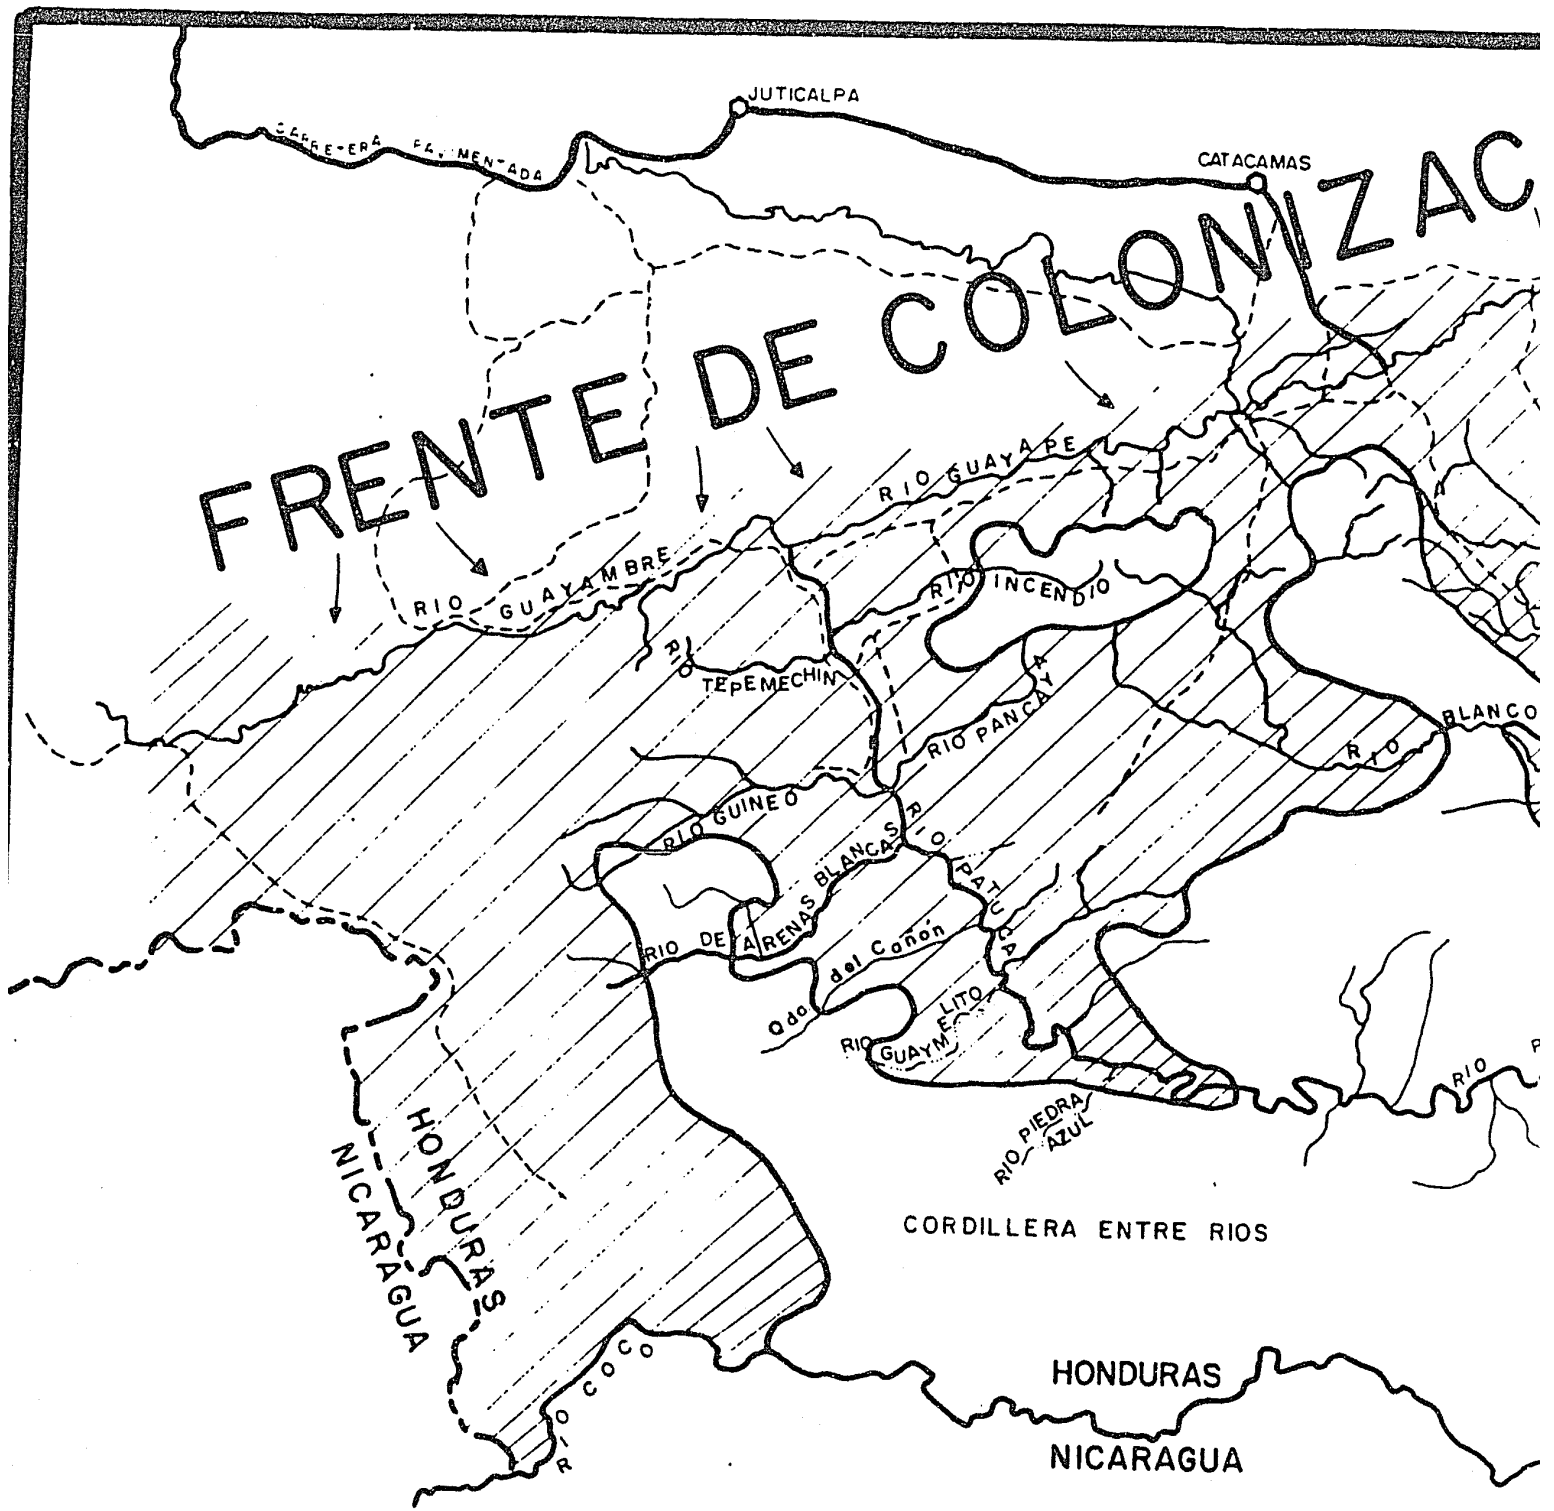 JUTICALPA
CARRETERA PAVIMENTADA
CATACAMAS
FRENTE DE COLONIZAC
RIO GUAYAPE
RIO GUAYAMBRE
RIO INCENDIO
RIO TEPEMECHIN
RIO PANCAYA
RIO BLANCO
RIO GUINEO
RIO PATUCA
RIO DE ARENAS BLANCAS
Qda. del Cañón
RIO GUAYMELITO
RIO P
RIO PIEDRA
AZUL
HONDURAS
NICARAGUA
CORDILLERA ENTRE RIOS
RIO COCO
HONDURAS
NICARAGUA